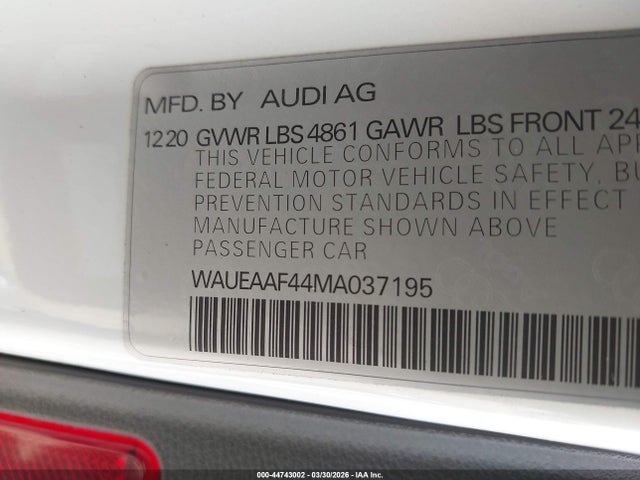 MFD. BY AUDI AG
1220 GVWR LBS 4861 GAWR LBS FRONT 24
THIS VEHICLE CONFORMS TO ALL APP
FEDERAL MOTOR VEHICLE SAFETY, BU
PREVENTION STANDARDS IN EFFECT
MANUFACTURE SHOWN ABOVE
PASSENGER CAR
WAUEAAF44MA037195
000-44743002 - 03/30/2026 - IAA Inc.